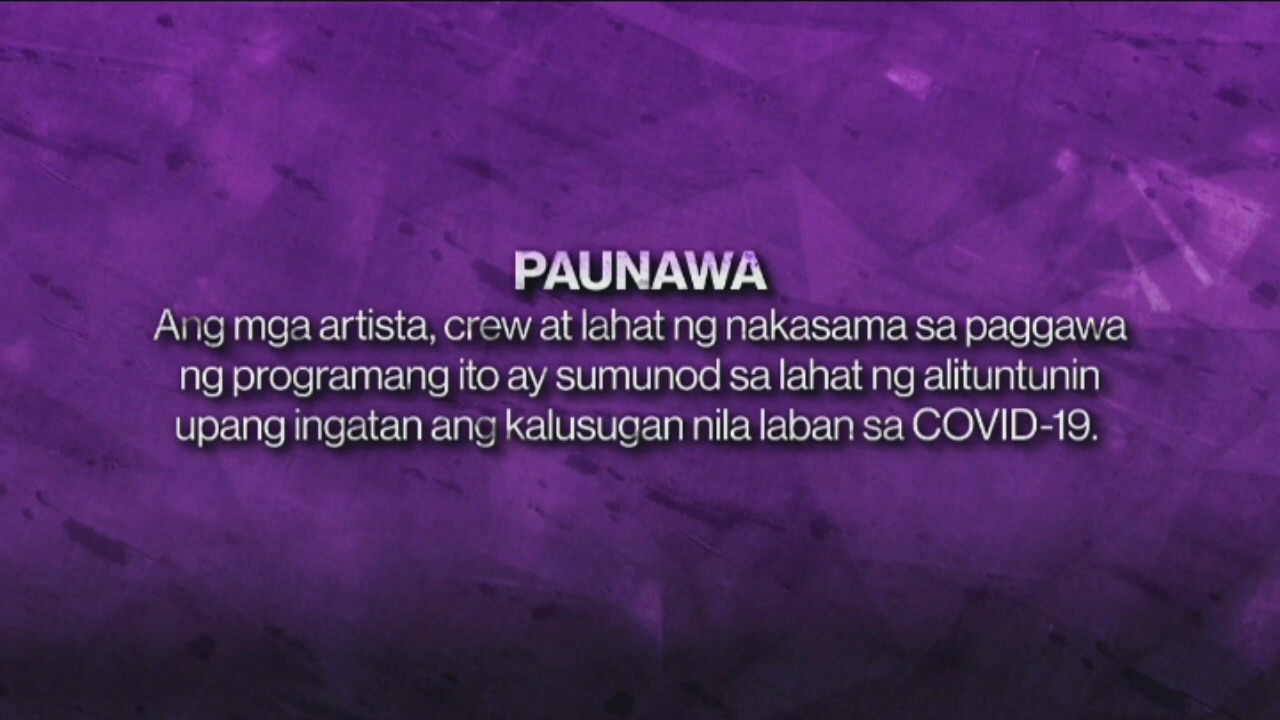 PAUNAWA
Ang mga artista, crew at lahat ng nakasama sa paggawa
ng programang ito ay sumunod sa lahat ng alituntunin
upang ingatan ang kalusugan nila laban sa COVID-19.